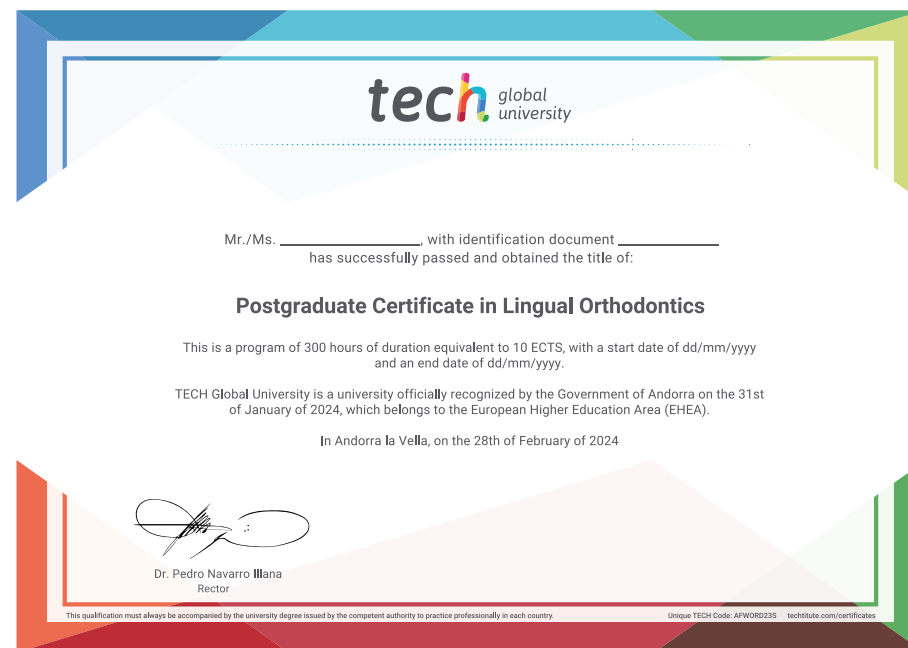 tech global university
Mr./Ms. ____________________, with identification document ______________
has successfully passed and obtained the title of:
Postgraduate Certificate in Lingual Orthodontics
This is a program of 300 hours of duration equivalent to 10 ECTS, with a start date of dd/mm/yyyy
and an end date of dd/mm/yyyy.
TECH Global University is a university officially recognized by the Government of Andorra on the 31st
of January of 2024, which belongs to the European Higher Education Area (EHEA).
In Andorra la Vella, on the 28th of February of 2024
Dr. Pedro Navarro Illana
Rector
This qualification must always be accompanied by the university degree issued by the competent authority to practice professionally in each country. Unique TECH Code: AFWORD23S techtitute.com/certificates